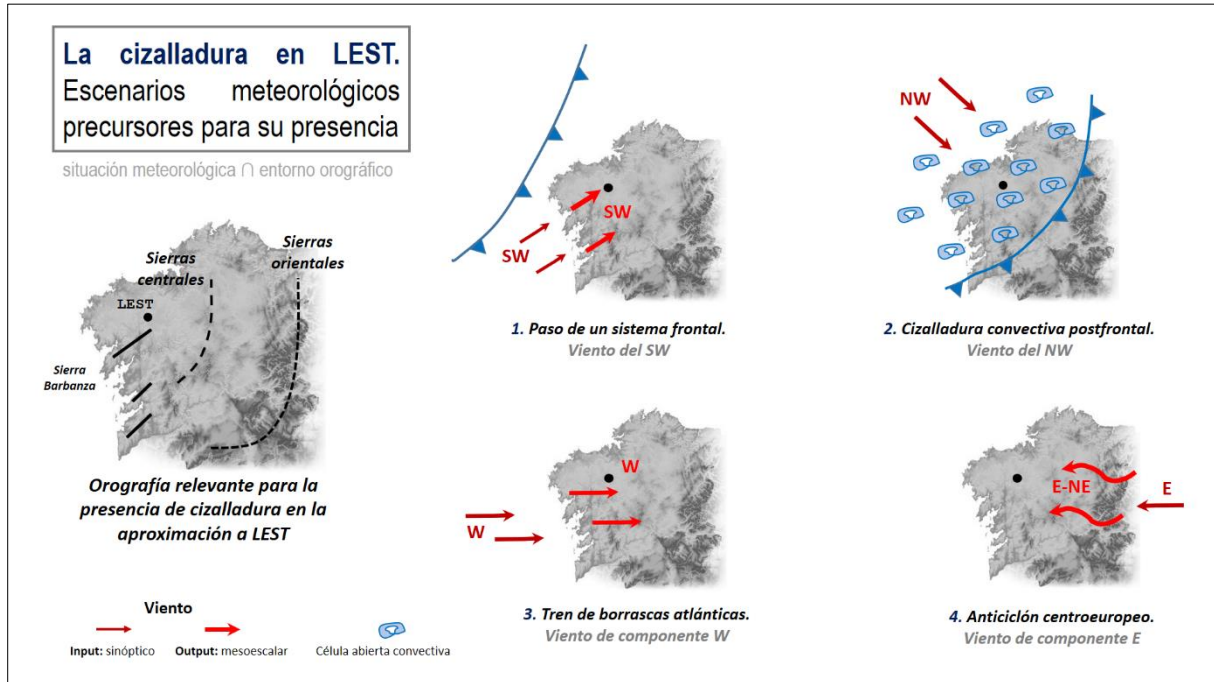 La cizalladura en LEST.
Escenarios meteorológicos
precursores para su presencia
situación meteorológica ∩ entorno orográfico
Sierras
centrales
Sierras
orientales
LEST
Sierra
Barbanza
Orografía relevante para la
presencia de cizalladura en la
aproximación a LEST
Viento
Input: sinóptico
Output: mesoescalar
Célula abierta convectiva
SW
SW
1. Paso de un sistema frontal.
Viento del SW
NW
2. Cizalladura convectiva postfrontal.
Viento del NW
W
W
3. Tren de borrascas atlánticas.
Viento de componente W
E-NE
E
4. Anticiclón centroeuropeo.
Viento de componente E